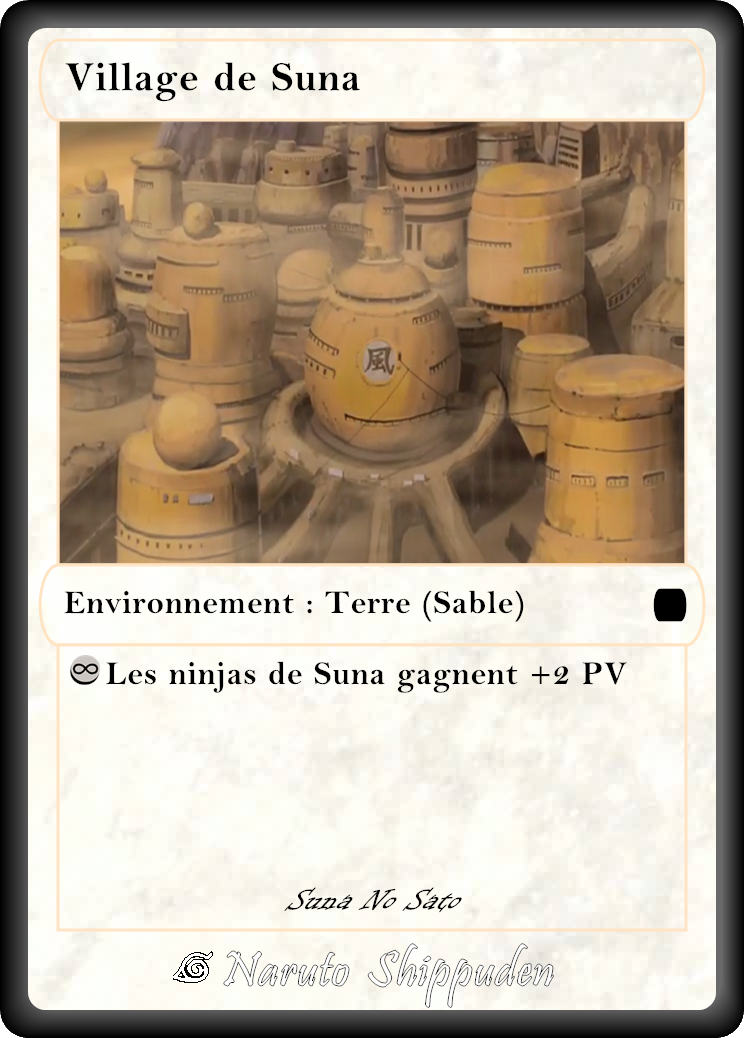 Village de Suna
風
Environnement : Terre (Sable)
∞ Les ninjas de Suna gagnent +2 PV
Suna No Sato
Naruto Shippuden